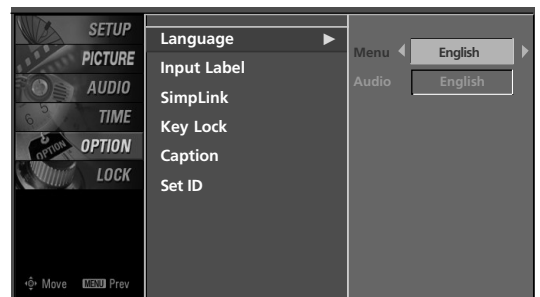 SETUP
PICTURE
AUDIO
TIME
OPTION
OPTION
LOCK
Move MENU Prev
Language
Input Label
SimpLink
Key Lock
Caption
Set ID
Menu English
Audio English